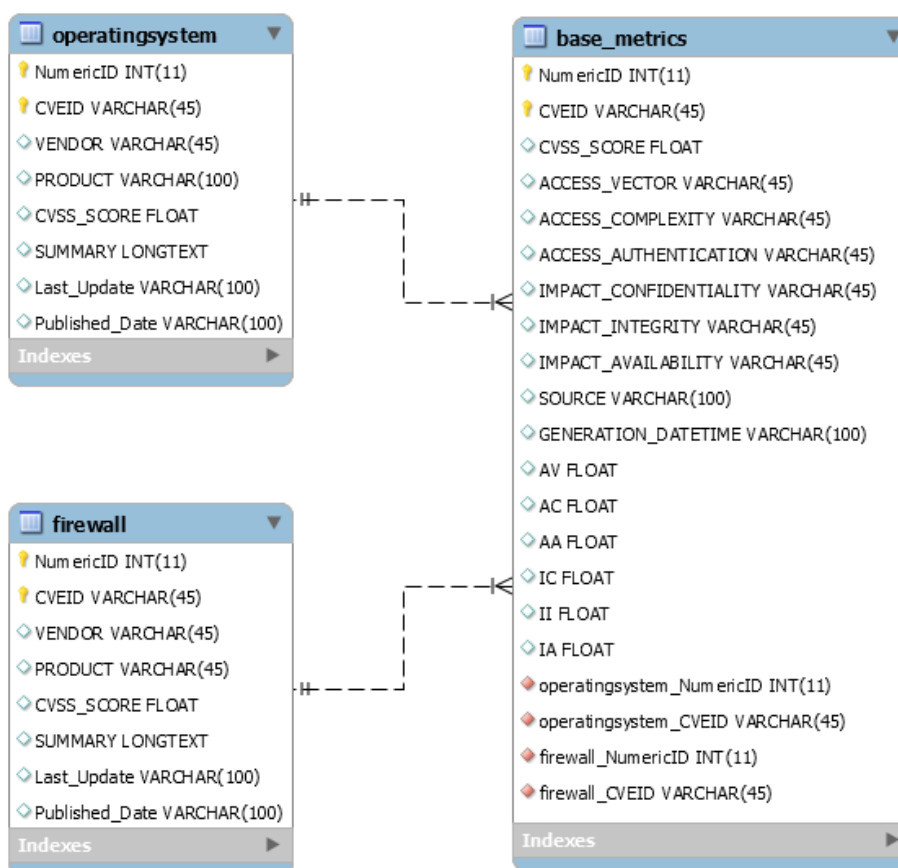 operatingsystem
NumericID INT(11)
CVEID VARCHAR(45)
VENDOR VARCHAR(45)
PRODUCT VARCHAR(100)
CVSS_SCORE FLOAT
SUMMARY LONGTEXT
Last_Update VARCHAR(100)
Published_Date VARCHAR(100)
Indexes
firewall
NumericID INT(11)
CVEID VARCHAR(45)
VENDOR VARCHAR(45)
PRODUCT VARCHAR(45)
CVSS_SCORE FLOAT
SUMMARY LONGTEXT
Last_Update VARCHAR(100)
Published_Date VARCHAR(100)
Indexes
base_metrics
NumericID INT(11)
CVEID VARCHAR(45)
CVSS_SCORE FLOAT
ACCESS_VECTOR VARCHAR(45)
ACCESS_COMPLEXITY VARCHAR(45)
ACCESS_AUTHENTICATION VARCHAR(45)
IMPACT_CONFIDENTIALITY VARCHAR(45)
IMPACT_INTEGRITY VARCHAR(45)
IMPACT_AVAILABILITY VARCHAR(45)
SOURCE VARCHAR(100)
GENERATION_DATETIME VARCHAR(100)
AV FLOAT
AC FLOAT
AA FLOAT
IC FLOAT
II FLOAT
IA FLOAT
operatingsystem_NumericID INT(11)
operatingsystem_CVEID VARCHAR(45)
firewall_NumericID INT(11)
firewall_CVEID VARCHAR(45)
Indexes